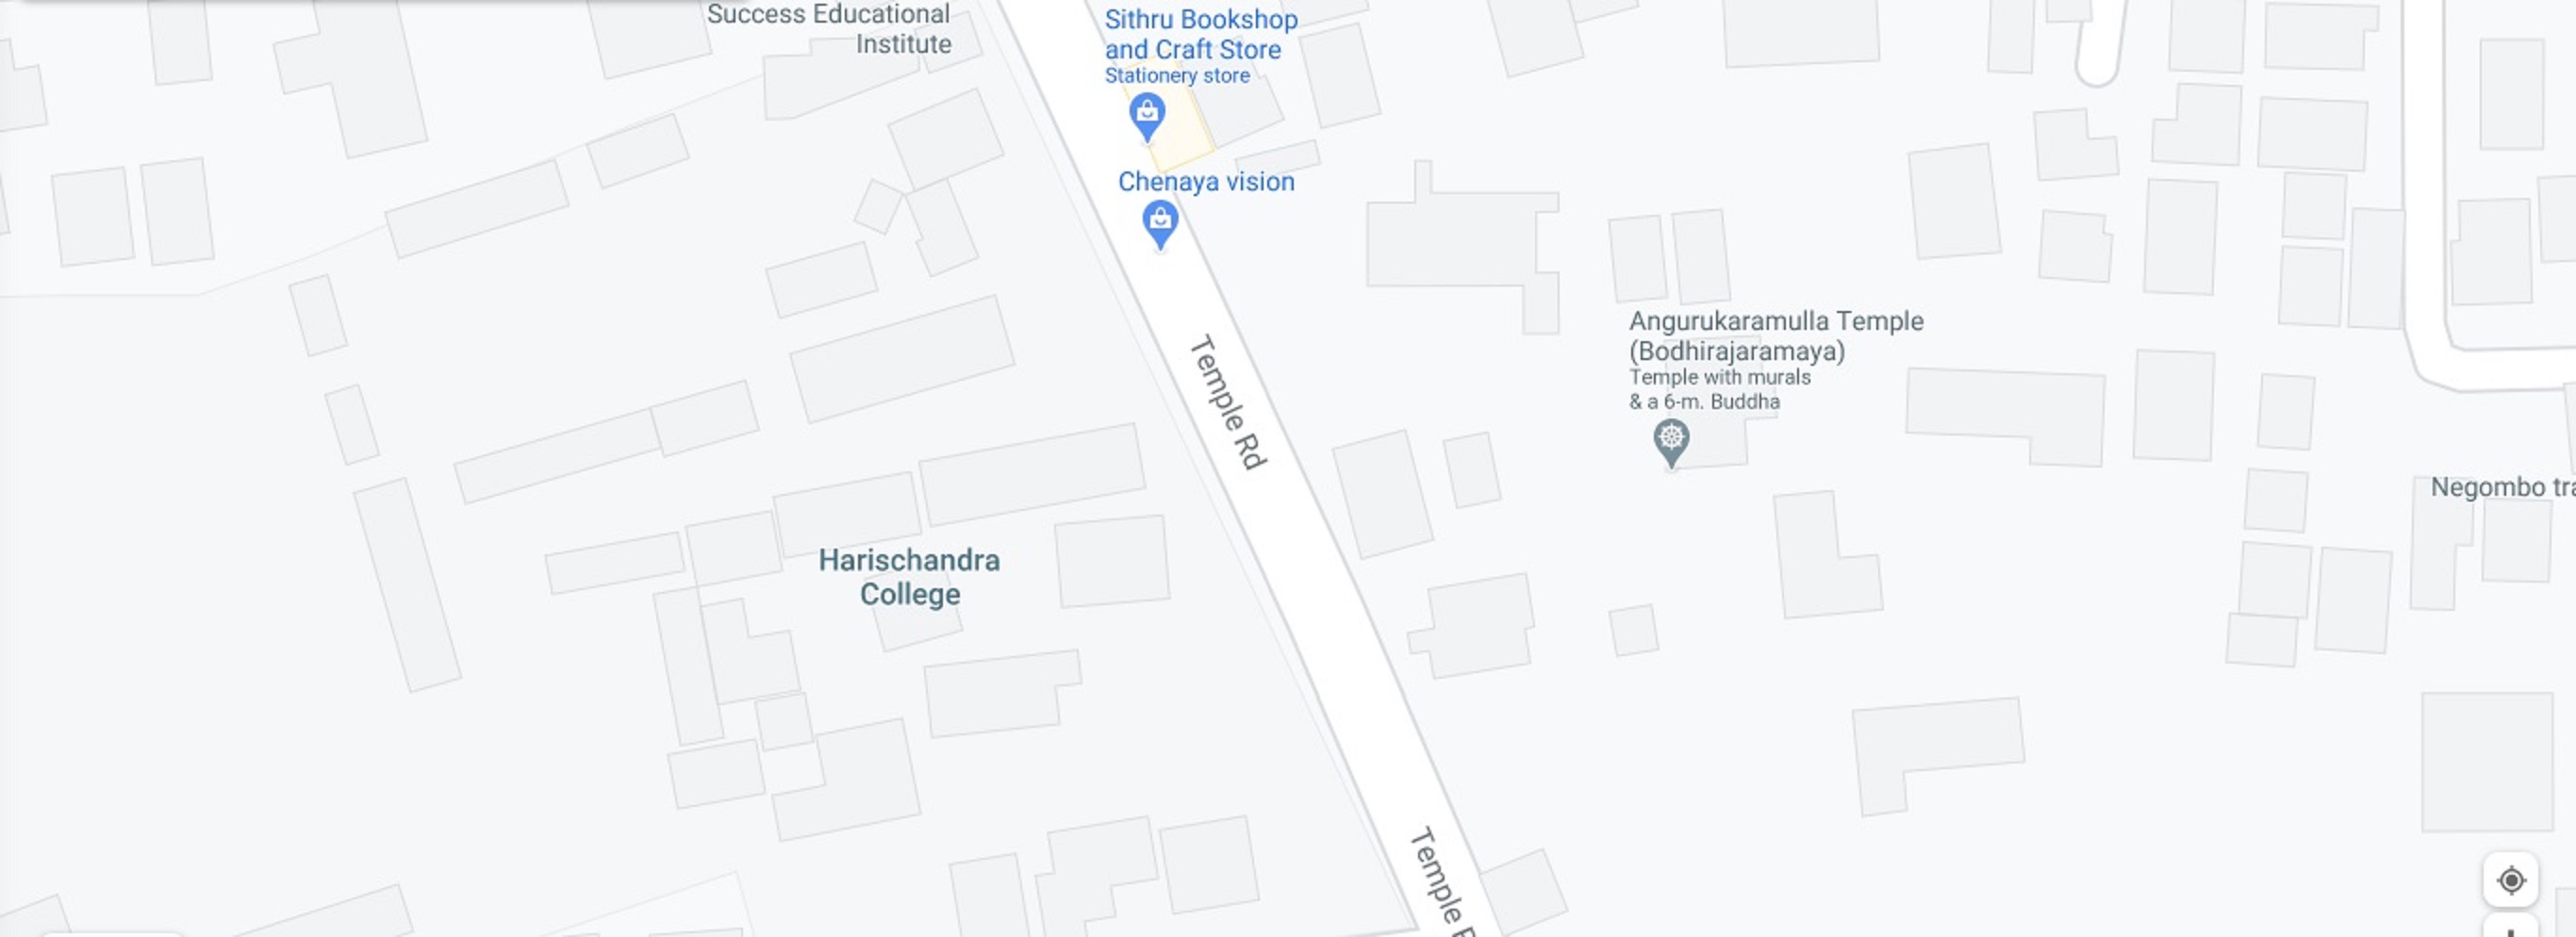 Success Educational
Institute
Sithru Bookshop
and Craft Store
Stationery store
Chenaya vision
Temple Rd
Angurukaramulla Temple
(Bodhirajaramaya)
Temple with murals
& a 6-m. Buddha
Negombo
Harischandra
College
Temple